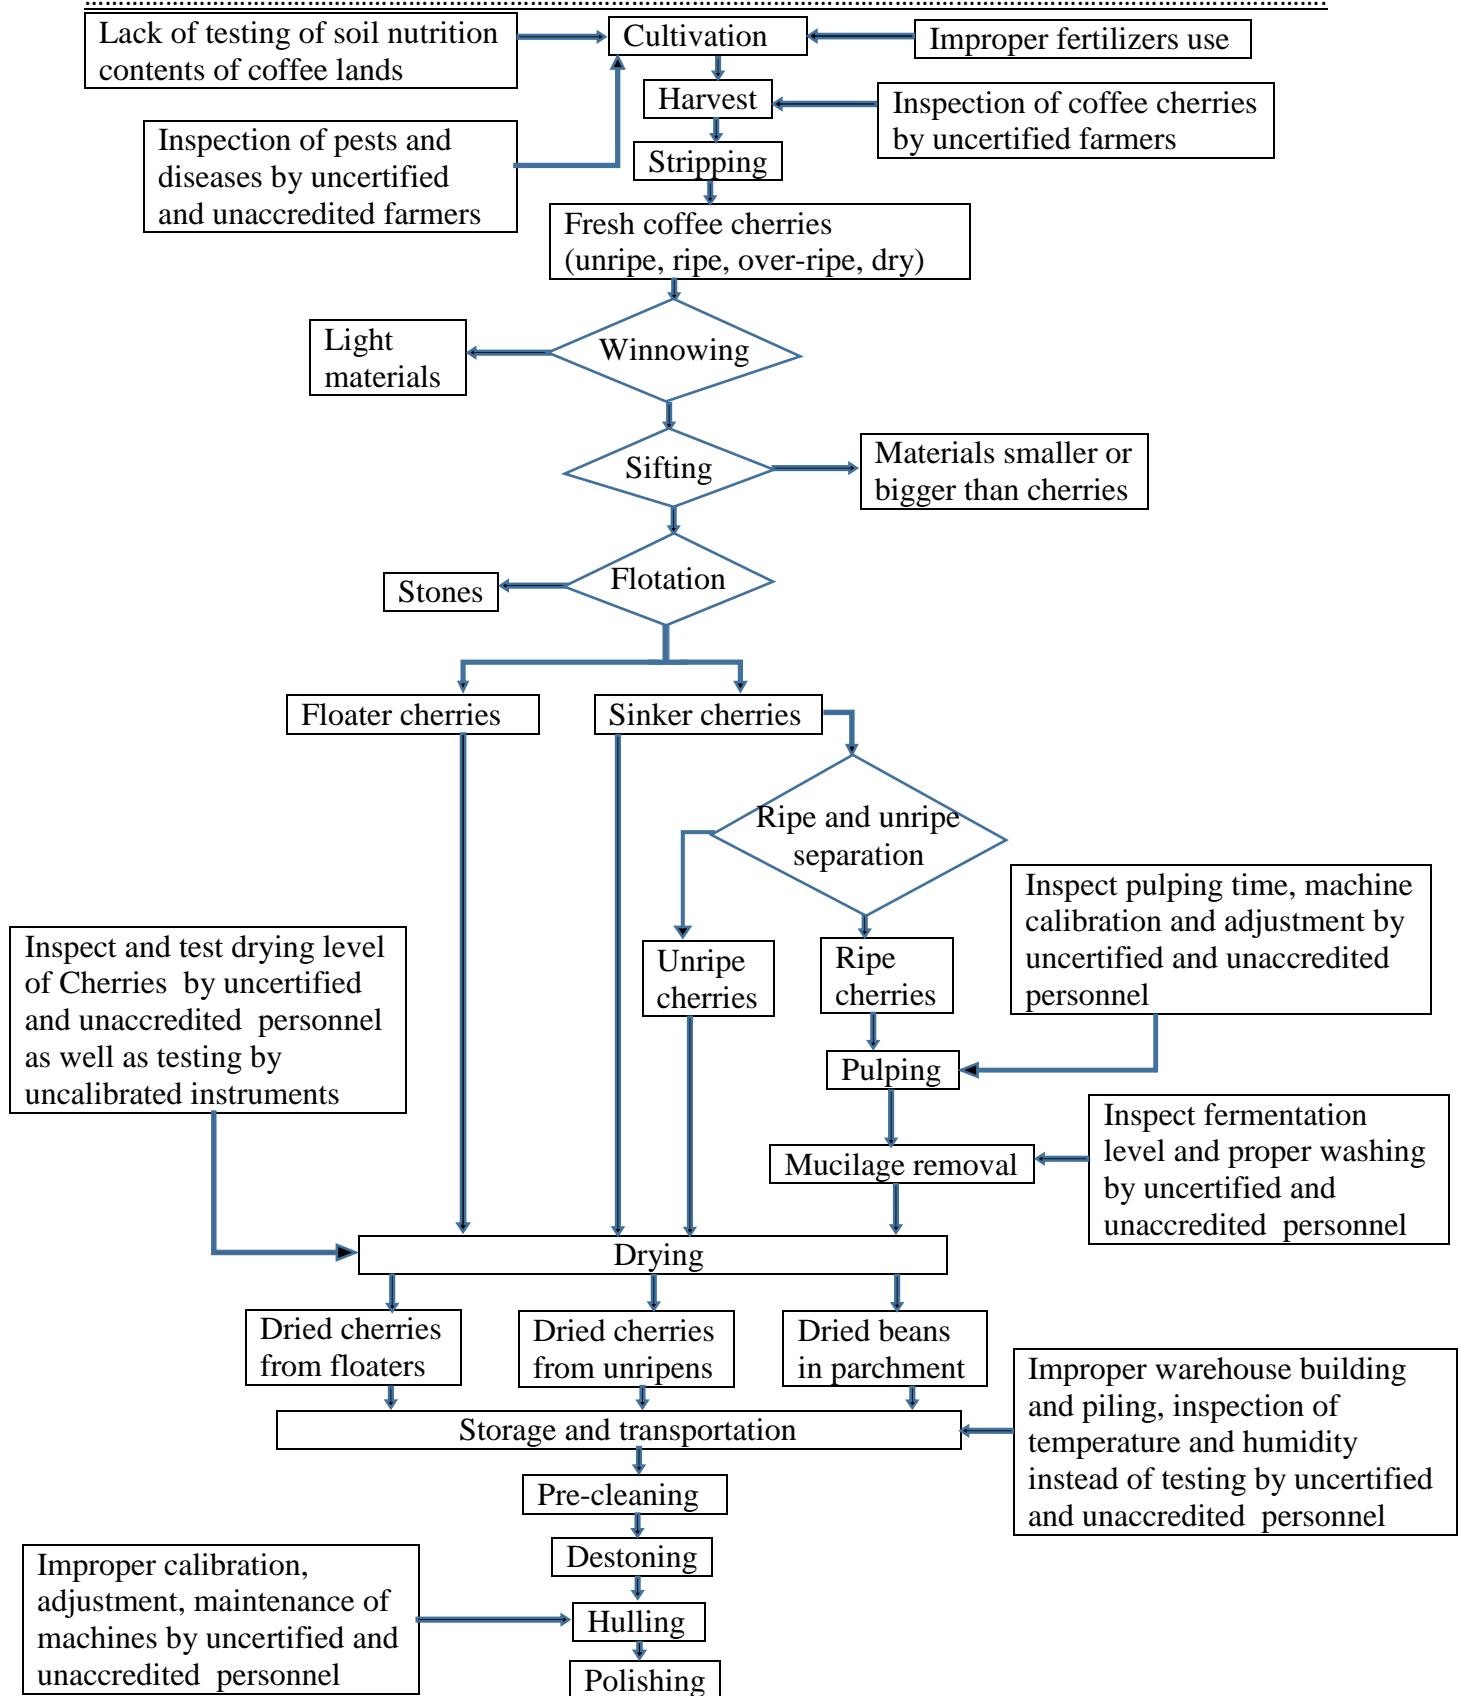 Lack of testing of soil nutrition
contents of coffee lands
Cultivation
Improper fertilizers use
Harvest
Inspection of coffee cherries
by uncertified farmers
Inspection of pests and
diseases by uncertified
and unaccredited farmers
Stripping
Fresh coffee cherries
(unripe, ripe, over-ripe, dry)
Light
materials
Winnowing
Sifting
Materials smaller or
bigger than cherries
Stones
Flotation
Floater cherries
Sinker cherries
Ripe and unripe
separation
Inspect pulping time, machine
calibration and adjustment by
uncertified and unaccredited
personnel
Inspect and test drying level
of Cherries  by uncertified
and unaccredited  personnel
as well as testing by
uncalibrated instruments
Unripe
cherries
Ripe
cherries
Pulping
Mucilage removal
Inspect fermentation
level and proper washing
by uncertified and
unaccredited  personnel
Drying
Dried cherries
from floaters
Dried cherries
from unripens
Dried beans
in parchment
Improper warehouse building
and piling, inspection of
temperature and humidity
instead of testing by uncertified
and unaccredited  personnel
Storage and transportation
Pre-cleaning
Destoning
Improper calibration,
adjustment, maintenance of
machines by uncertified and
unaccredited  personnel
Hulling
Polishing